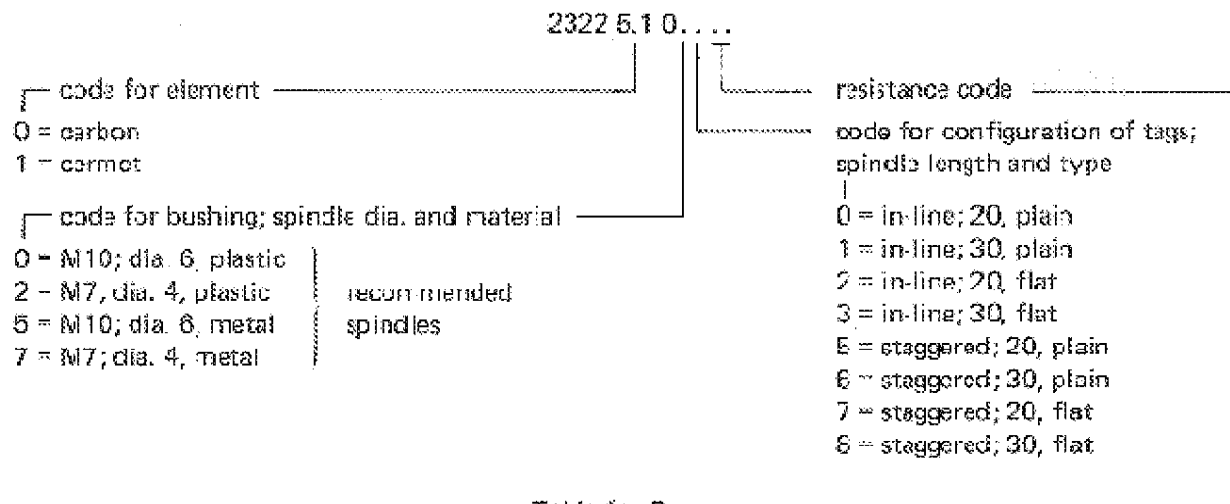 2322 5.1 0. . . .
code for element
0 = carbon
1 = cermet
code for bushing; spindle dia. and material
0 = M10; dia. 6, plastic
2 = M7, dia. 4, plastic
5 = M10; dia. 6, metal
7 = M7; dia. 4, metal
recommended
spindles
resistance code
code for configuration of tags;
spindle length and type
0 = in-line; 20, plain
1 = in-line; 30, plain
2 = in-line; 20, flat
3 = in-line; 30, flat
5 = staggered; 20, plain
6 = staggered; 30, plain
7 = staggered; 20, flat
8 = staggered; 30, flat